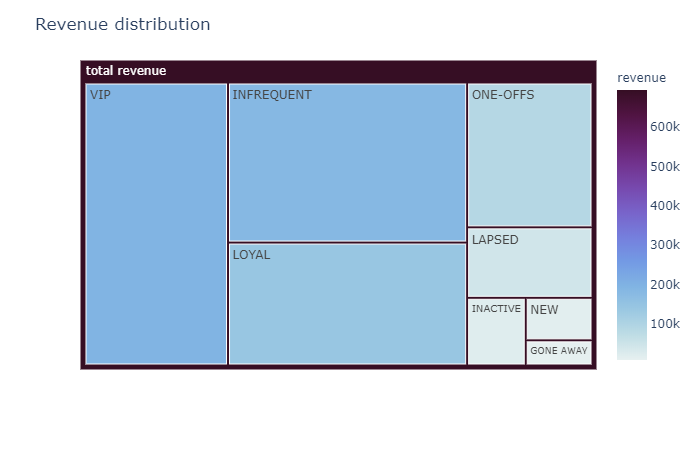 Revenue distribution
total revenue
VIP
INFREQUENT
ONE-OFFS
LOYAL
LAPSED
INACTIVE
NEW
GONE AWAY
revenue
600k
500k
400k
300k
200k
100k